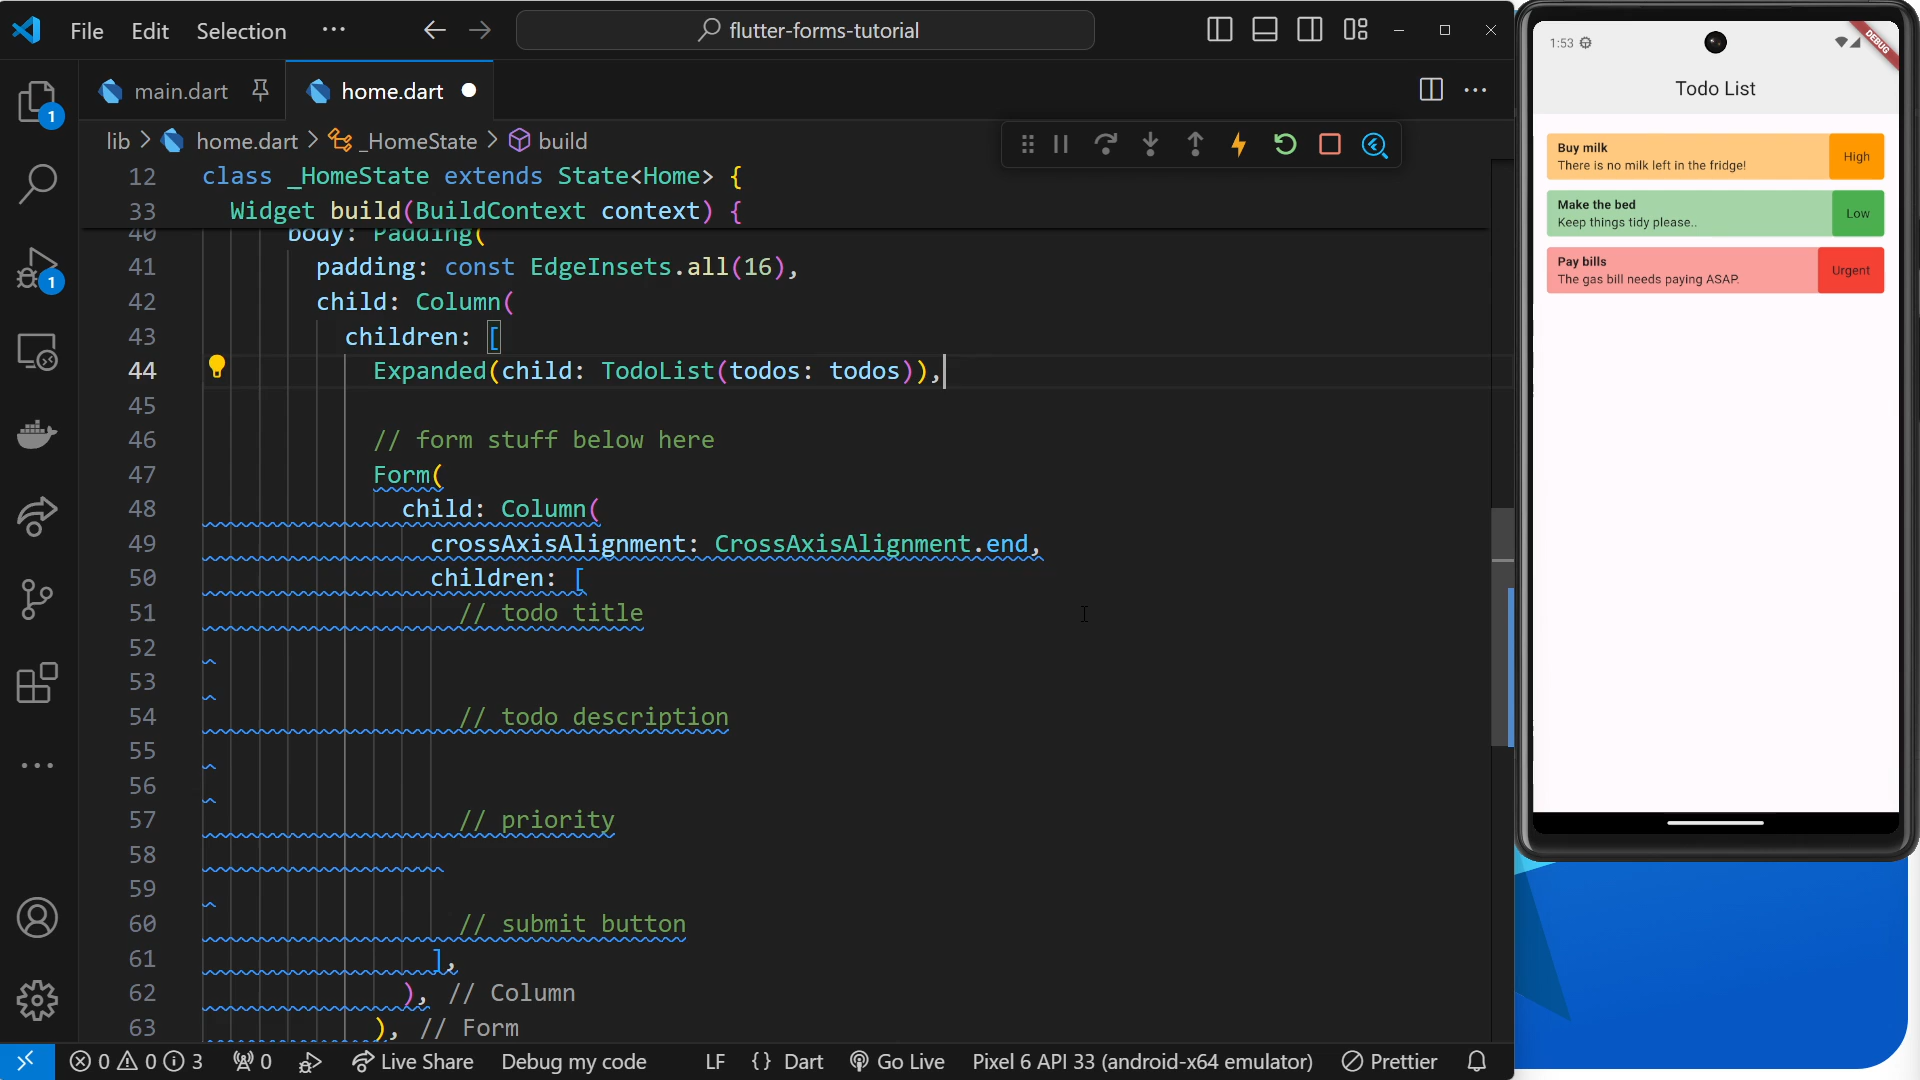 File Edit Selection ··· flutter-forms-tutorial
main.dart home.dart
lib > home.dart > _HomeState > build
12 class _HomeState extends State<Home> {
33 Widget build(BuildContext context) {
40 body: Padding(
41 padding: const EdgeInsets.all(16),
42 child: Column(
43 children: [
44 Expanded(child: TodoList(todos: todos)),
45
46 // form stuff below here
47 Form(
48 child: Column(
49 crossAxisAlignment: CrossAxisAlignment.end,
50 children: [
51 // todo title
52
53
54 // todo description
55
56
57 // priority
58
59
60 // submit button
61 ],
62 ), // Column
63 ), // Form
1
1
0 0 3 0 Live Share Debug my code LF {} Dart Go Live Pixel 6 API 33 (android-x64 emulator) Prettier
1:53
DEBUG
Todo List
Buy milk
There is no milk left in the fridge!
High
Make the bed
Keep things tidy please..
Low
Pay bills
The gas bill needs paying ASAP.
Urgent